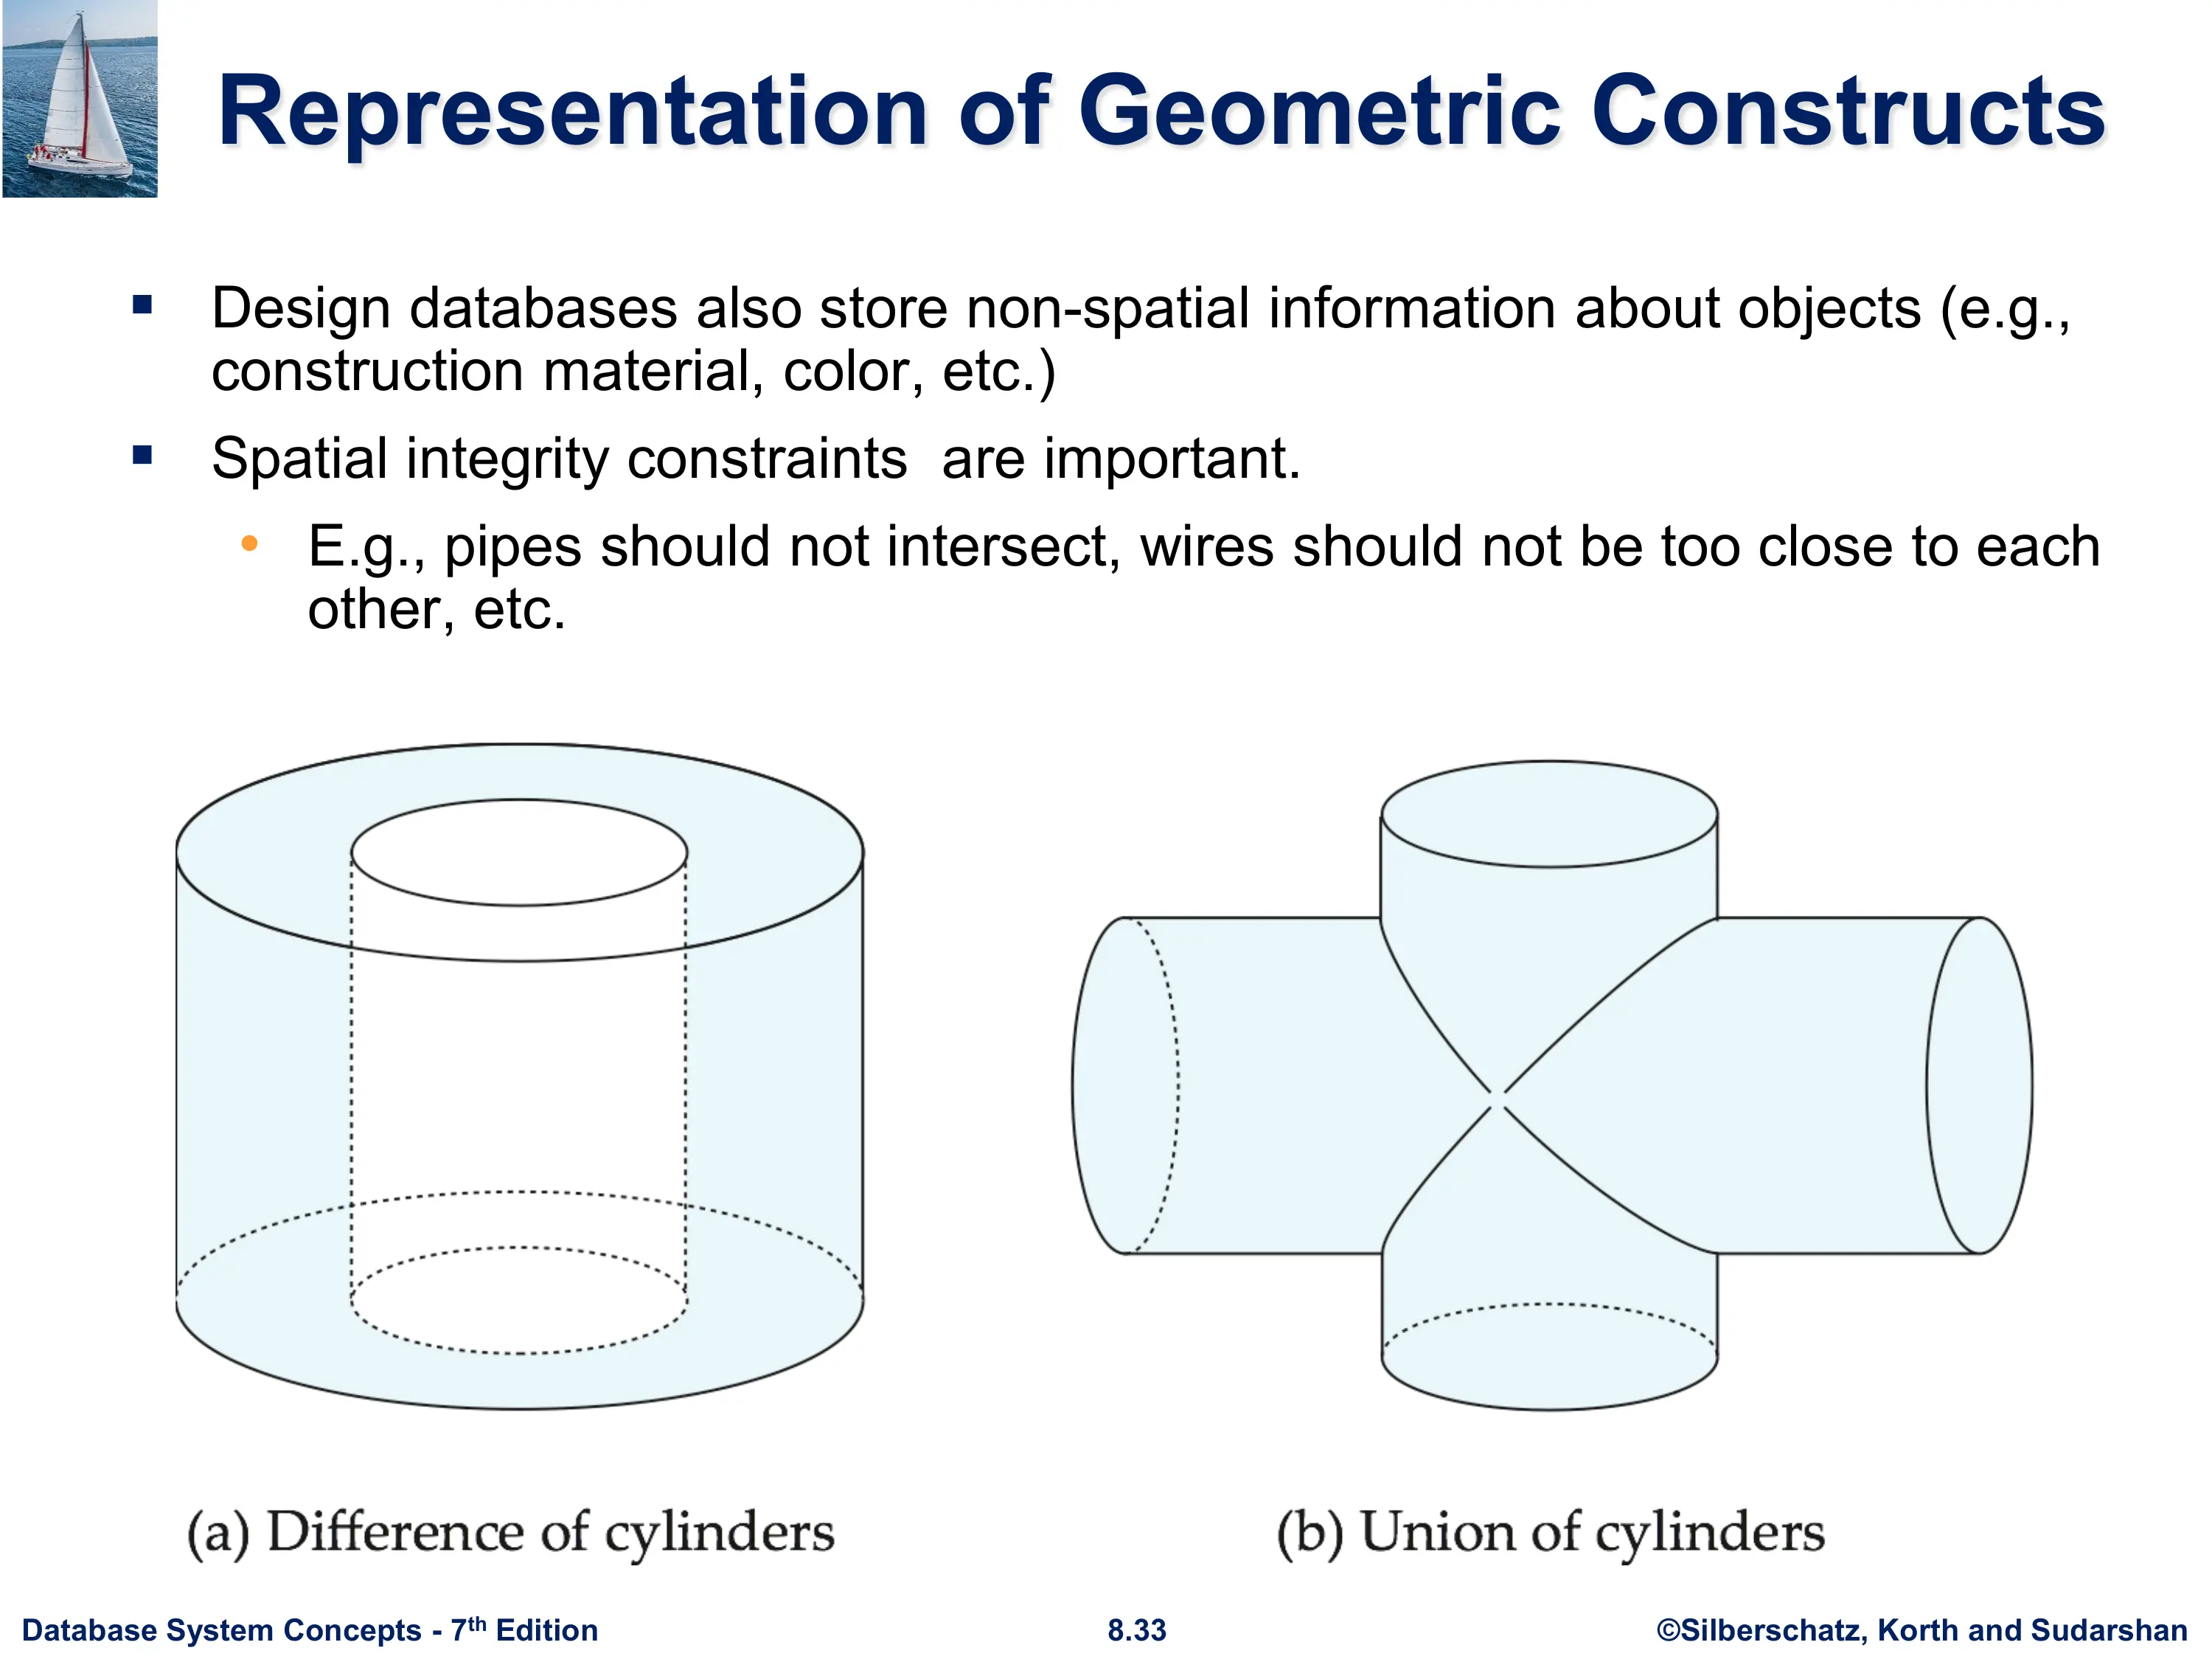 Representation of Geometric Constructs
▪ Design databases also store non-spatial information about objects (e.g.,
construction material, color, etc.)
▪ Spatial integrity constraints  are important.
• E.g., pipes should not intersect, wires should not be too close to each
other, etc.
(a) Difference of cylinders
(b) Union of cylinders
Database System Concepts - 7th Edition
8.33
©Silberschatz, Korth and Sudarshan